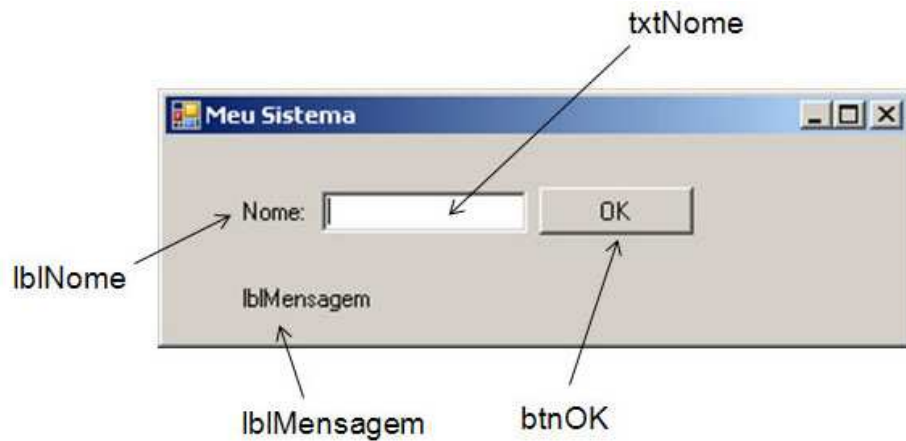 txtNome
Meu Sistema
Nome:
OK
lblNome
lblMensagem
lblMensagem
btnOK